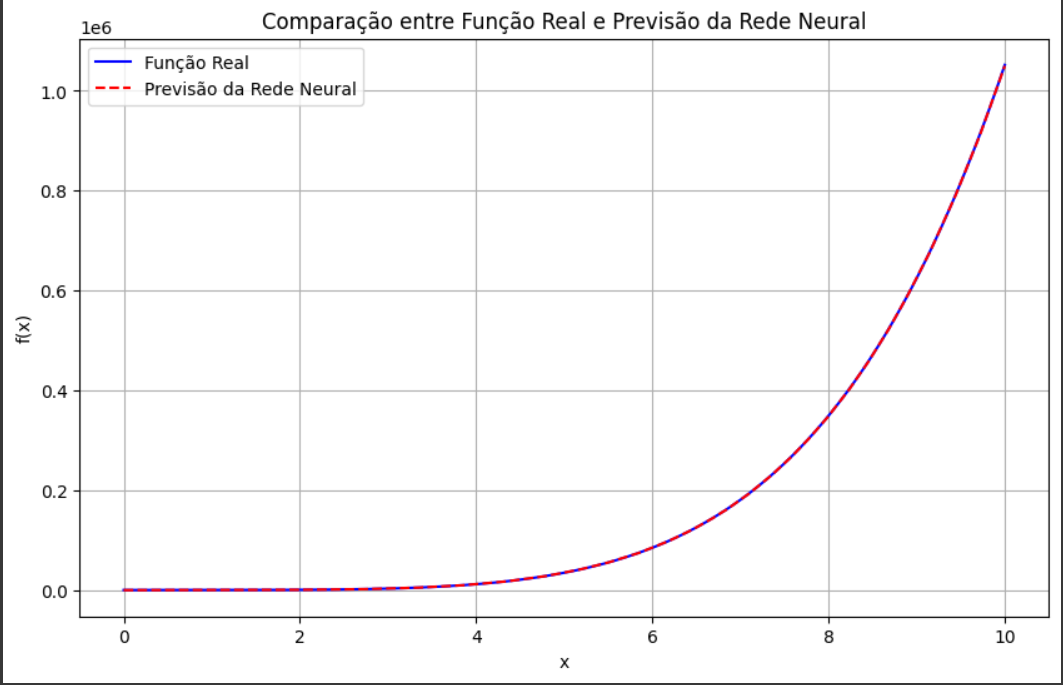 Comparação entre Função Real e Previsão da Rede Neural
1e6
Função Real
Previsão da Rede Neural
1.0
0.8
0.6
0.4
0.2
0.0
f(x)
0 2 4 6 8 10
x